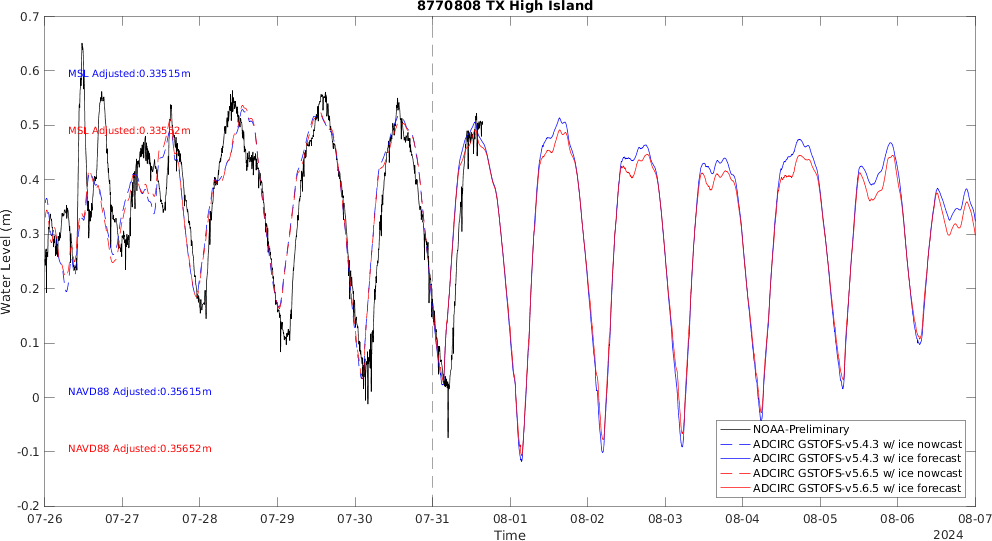 8770808 TX High Island
0.7
0.6
0.5
0.4
0.3
0.2
0.1
0
-0.1
-0.2
Water Level (m)
MSL Adjusted:0.33515m
MSL Adjusted:0.33552m
NAVD88 Adjusted:0.35615m
NAVD88 Adjusted:0.35652m
NOAA-Preliminary
ADCIRC GSTOFS-v5.4.3 w/ ice nowcast
ADCIRC GSTOFS-v5.4.3 w/ ice forecast
ADCIRC GSTOFS-v5.6.5 w/ ice nowcast
ADCIRC GSTOFS-v5.6.5 w/ ice forecast
07-26 07-27 07-28 07-29 07-30 07-31 08-01 08-02 08-03 08-04 08-05 08-06 08-07
Time
2024